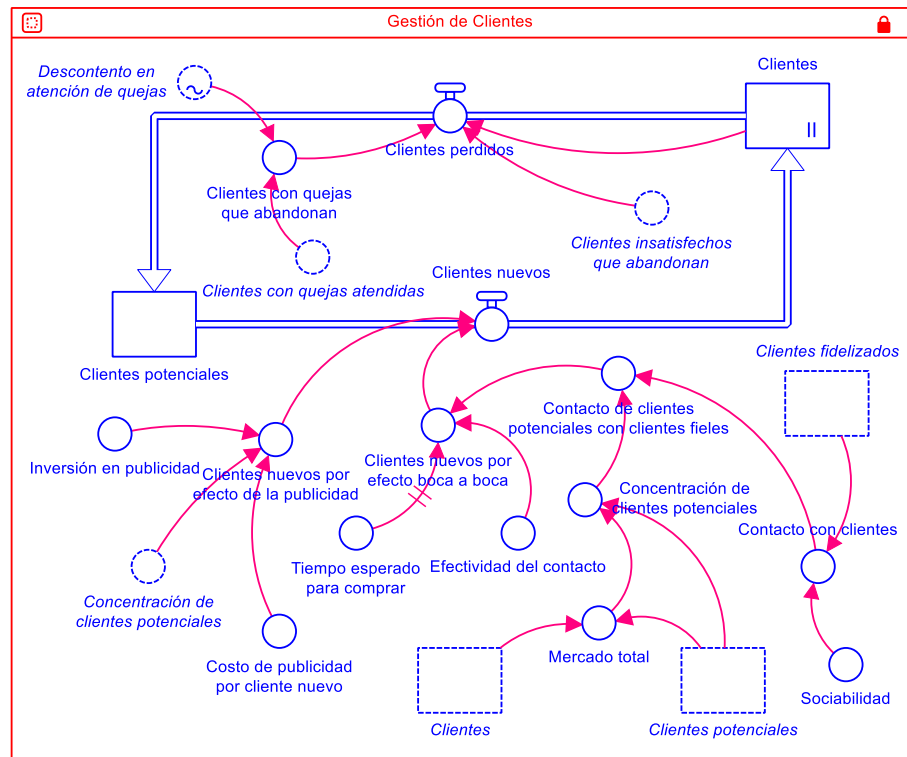 Gestión de Clientes
Descontento en
atención de quejas
Clientes
Clientes perdidos
Clientes con quejas
que abandonan
Clientes insatisfechos
que abandonan
Clientes con quejas atendidas
Clientes nuevos
Clientes potenciales
Clientes fidelizados
Contacto de clientes
potenciales con clientes fieles
Inversión en publicidad
Clientes nuevos por
efecto de la publicidad
Clientes nuevos por
efecto boca a boca
Concentración de
clientes potenciales
Contacto con clientes
Tiempo esperado
para comprar
Efectividad del contacto
Concentración de
clientes potenciales
Costo de publicidad
por cliente nuevo
Mercado total
Sociabilidad
Clientes
Clientes potenciales